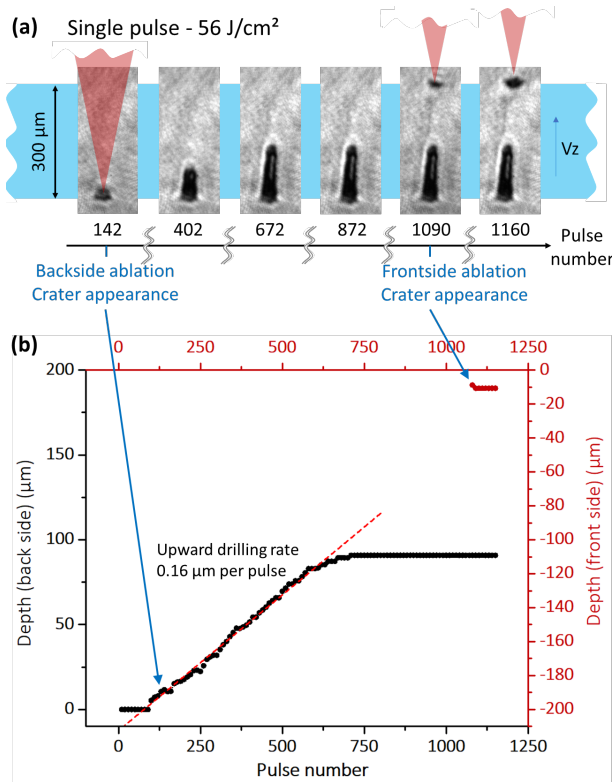 (a) Single pulse - 56 J/cm²
300 µm
Vz
142 402 672 872 1090 1160 Pulse number
Backside ablation
Crater appearance
Frontside ablation
Crater appearance
(b)
0 250 500 750 1000 1250
200 0
-20
150 -40
-60
-80
100 -100
-120
50 -140
-160
-180
0 -200
Depth (back side) (µm)
Depth (front side) (µm)
Upward drilling rate
0.16 µm per pulse
0 250 500 750 1000 1250
Pulse number